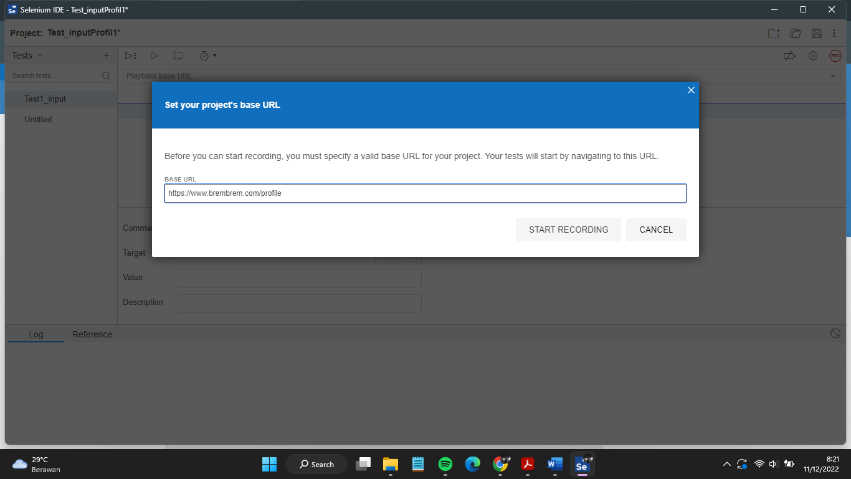 Selenium IDE - Test_inputProfil1*
Project: Test_inputProfil1*
Tests
Search tests...
Playback base URL
Test1_input
Untitled
Set your project's base URL
Before you can start recording, you must specify a valid base URL for your project. Your tests will start by navigating to this URL.
BASE URL
https://www.brembrem.com/profile
START RECORDING CANCEL
Comma
Target
Value
Description
Log Reference
REC
29°C
Berawan
Search
8:21
11/12/2022